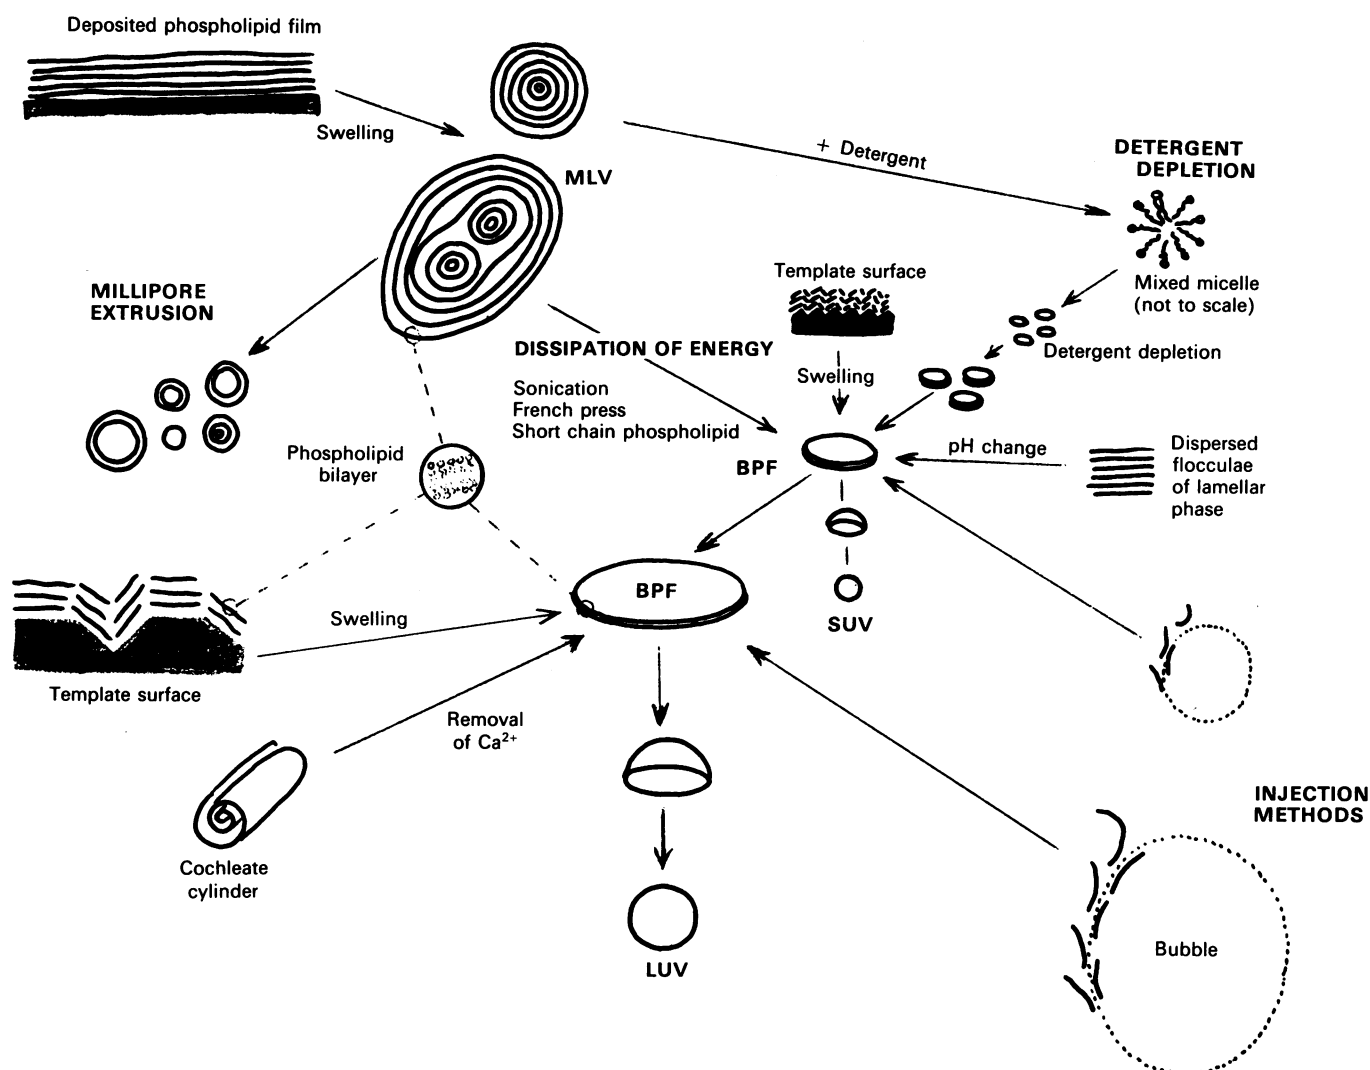 Deposited phospholipid film
Swelling
MLV
+ Detergent
DETERGENT
DEPLETION
Mixed micelle
(not to scale)
Detergent depletion
MILLIPORE
EXTRUSION
Template surface
Swelling
DISSIPATION OF ENERGY
Sonication
French press
Short chain phospholipid
BPF
pH change
Dispersed
flocculae
of lamellar
phase
Phospholipid
bilayer
SUV
BPF
Swelling
Template surface
Removal
of Ca²⁺
Cochleate
cylinder
LUV
INJECTION
METHODS
Bubble